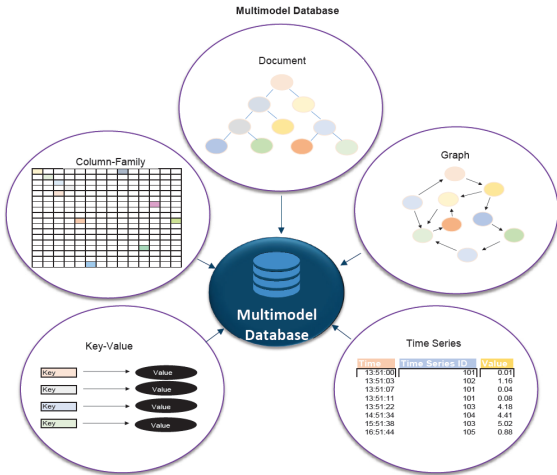 Multimodel Database
Document
Column-Family
Graph
Multimodel
Database
Key-Value
Key Value
Key Value
Key Value
Key Value
Time Series
Time Time Series ID Value
13:51:00 101 0.01
13:51:03 102 1.16
13:51:07 101 0.04
13:51:11 101 0.08
13:51:22 103 4.18
14:51:34 104 4.41
15:51:38 103 5.02
16:51:44 105 0.88